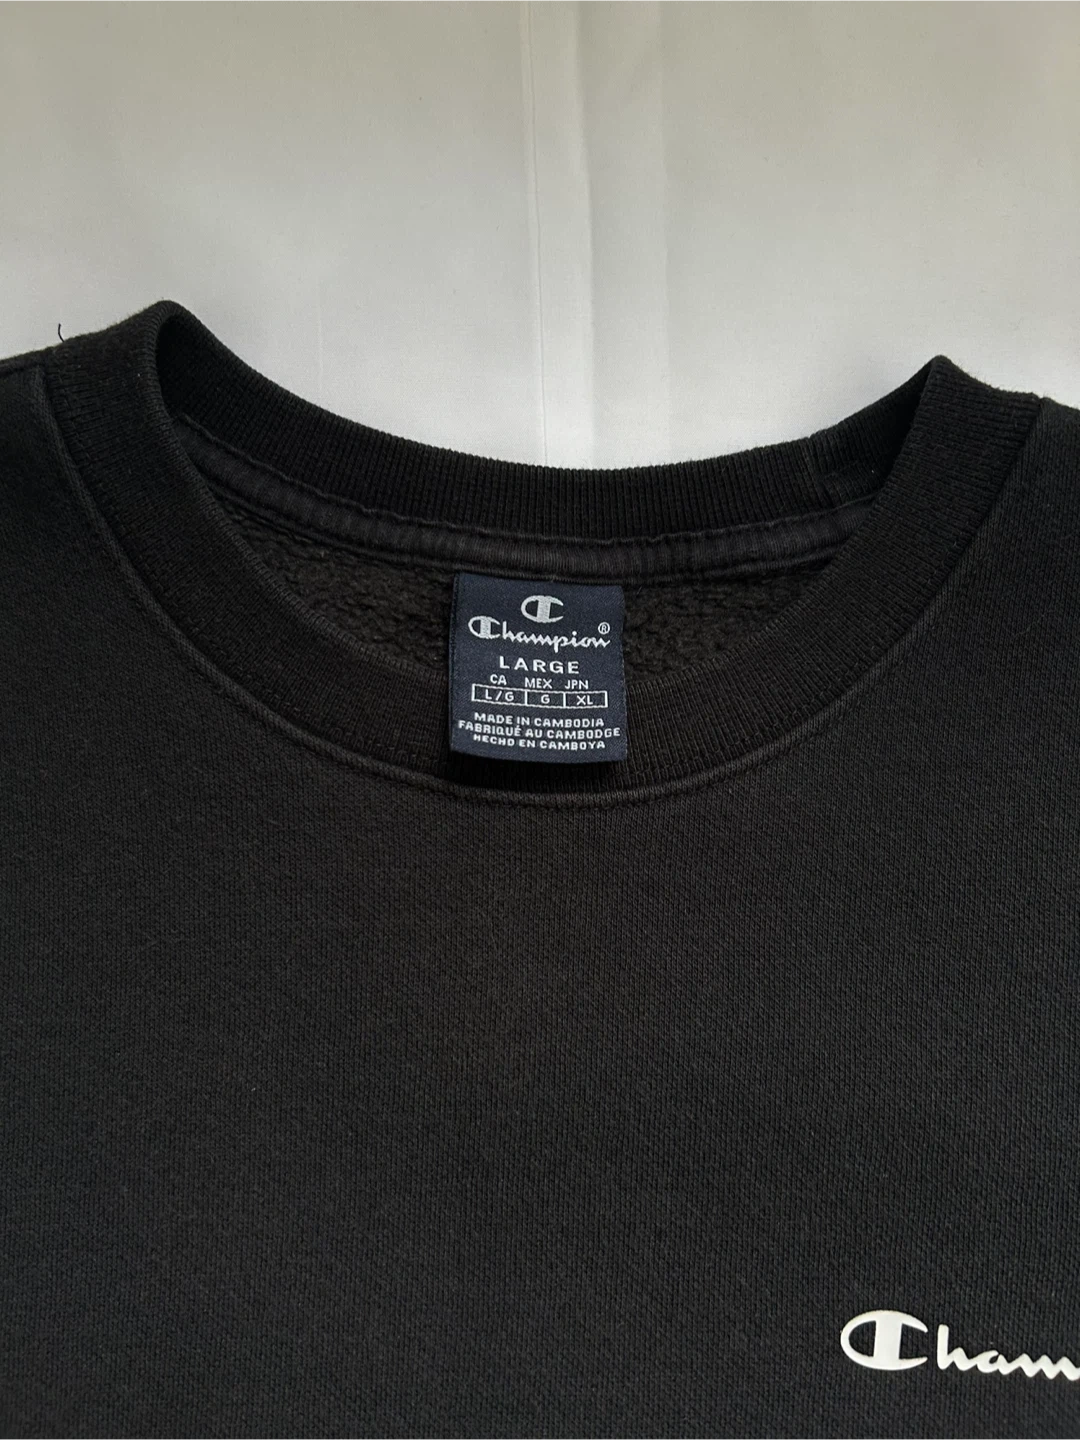 Champion®
LARGE
CA MEX JPN
L/G G XL
MADE IN CAMBODIA
FABRIQUÉ AU CAMBODGE
HECHO EN CAMBOYA
Cham